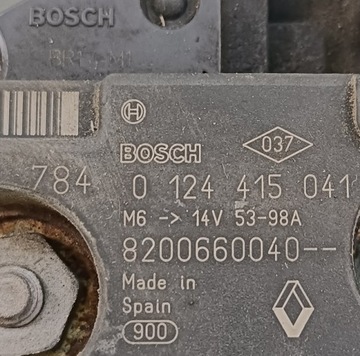 BOSCH
BOSCH
037
784 0 124 415 041
M6 -> 14V 53-98A
8200660040--
Made in
Spain
900